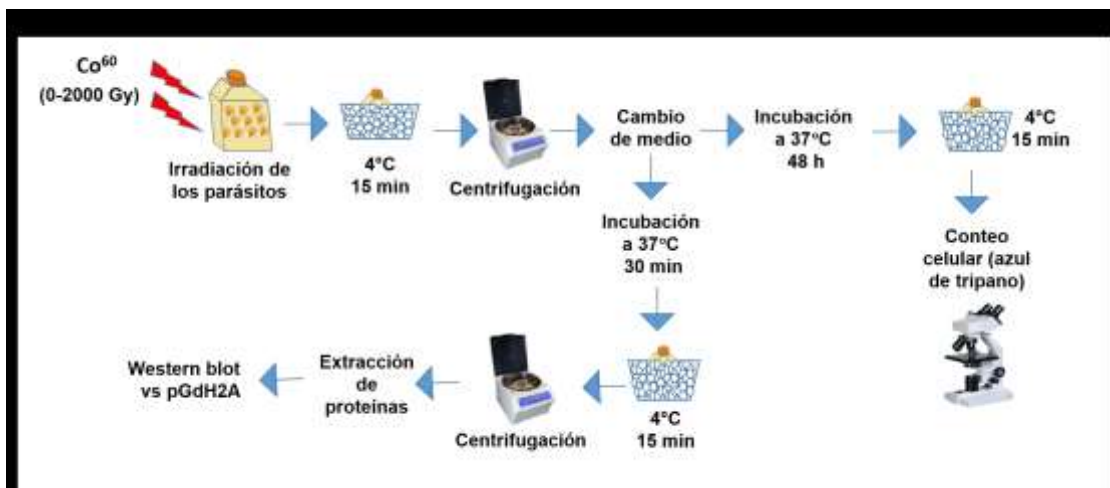 Co⁶⁰
(0-2000 Gy)
Irradiación de
los parásitos
4°C
15 min
Centrifugación
Cambio
de medio
Incubación
a 37°C
48 h
4°C
15 min
Conteo
celular (azul
de tripano)
Incubación
a 37°C
30 min
4°C
15 min
Centrifugación
Extracción
de
proteínas
Western blot
vs pGdH2A